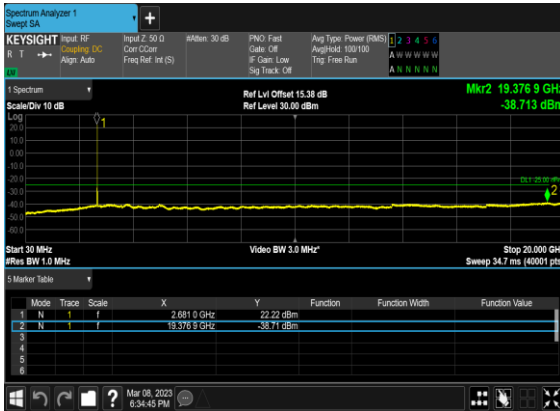 Spectrum Analyzer 1
Swept SA
KEYSIGHT Input: RF Input Z: 50 Ω #Atten: 30 dB PNO: Fast Avg Type: Power (RMS) 1 2 3 4 5 6
R T Coupling: DC Corr CCorr Gate: Off Avg|Hold: 100/100 A W W W W W
Align: Auto Freq Ref: Int (S) IF Gain: Low Trig: Free Run
LXI Sig Track: Off A N N N N N
1 Spectrum Ref Lvl Offset 15.38 dB Mkr2 19.376 9 GHz
Scale/Div 10 dB Ref Level 30.00 dBm -38.713 dBm
Log
20.0
10.0
0.00
-10.0
-20.0
-30.0
-40.0
-50.0
-60.0
1
DL1 -25.00 dBm
2
Start 30 MHz Video BW 3.0 MHz* Stop 20.000 GHz
#Res BW 1.0 MHz Sweep 34.7 ms (40001 pts)
5 Marker Table
Mode Trace Scale X Y Function Function Width Function Value
1 N 1 f 2.681 0 GHz 22.22 dBm
2 N 1 f 19.376 9 GHz -38.71 dBm
3
4
5
6
Mar 08, 2023
6:34:45 PM